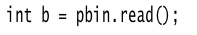 int b = pbin.read();